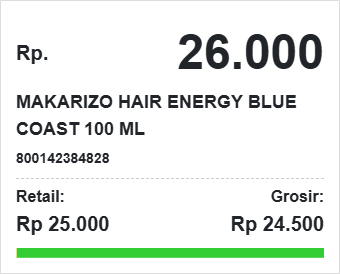 Rp. 26.000
MAKARIZO HAIR ENERGY BLUE
COAST 100 ML
800142384828
Retail: Grosir:
Rp 25.000 Rp 24.500